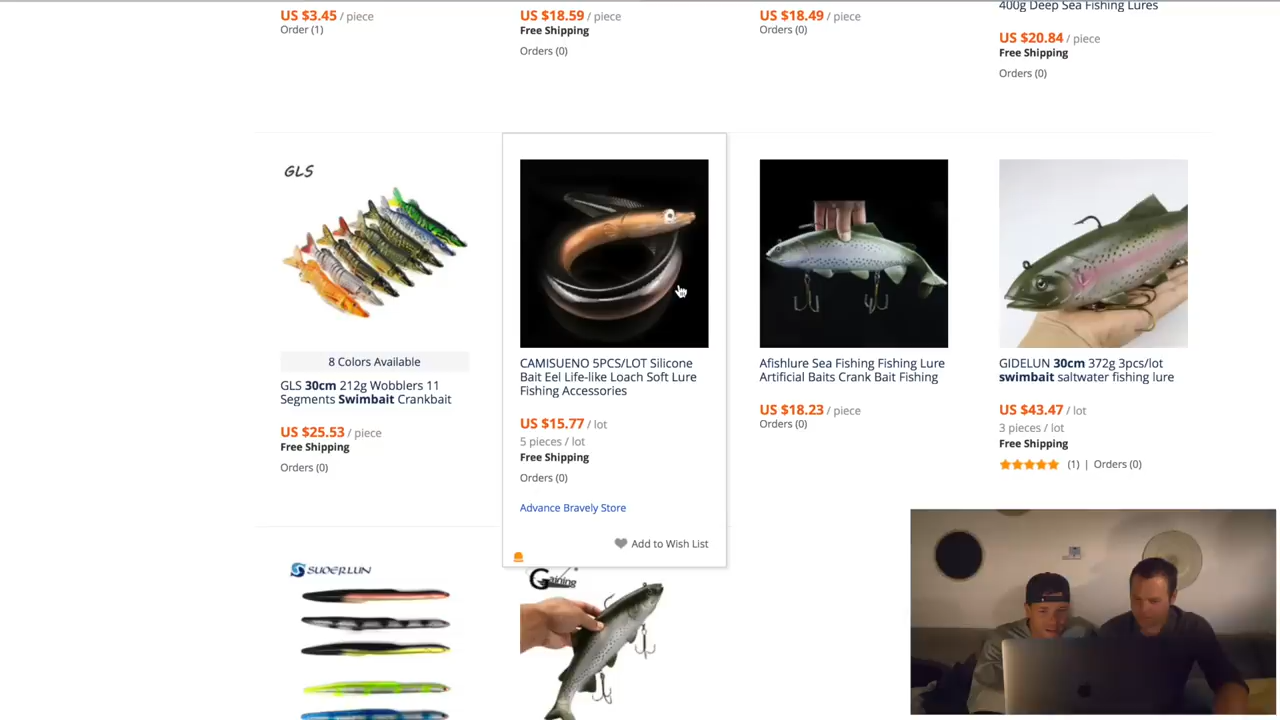 US $3.45 / piece
Order (1)
US $18.59 / piece
Free Shipping
Orders (0)
US $18.49 / piece
Orders (0)
400g Deep Sea Fishing Lures
US $20.84 / piece
Free Shipping
Orders (0)
GLS
8 Colors Available
GLS 30cm 212g Wobblers 11
Segments Swimbait Crankbait
US $25.53 / piece
Free Shipping
Orders (0)
CAMISUENO 5PCS/LOT Silicone
Bait Eel Life-like Loach Soft Lure
Fishing Accessories
US $15.77 / lot
5 pieces / lot
Free Shipping
Orders (0)
Advance Bravely Store
Add to Wish List
Afishlure Sea Fishing Fishing Lure
Artificial Baits Crank Bait Fishing
US $18.23 / piece
Orders (0)
GIDELUN 30cm 372g 3pcs/lot
swimbait saltwater fishing lure
US $43.47 / lot
3 pieces / lot
Free Shipping
(1) | Orders (0)
SUOERLUN
Gaining